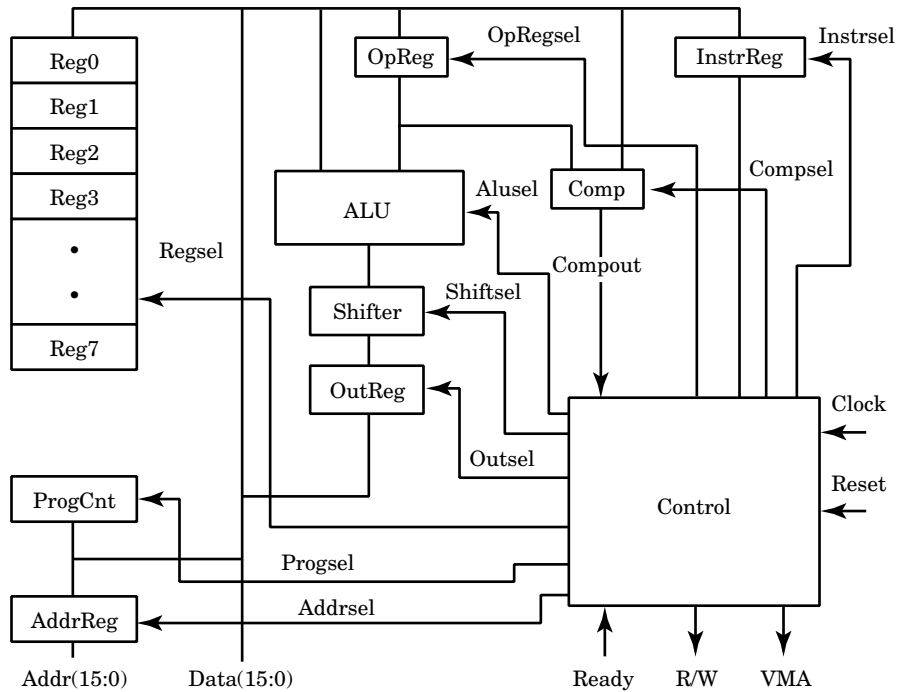 OpRegsel
Instrsel
Reg0
OpReg
InstrReg
Reg1
Reg2
Reg3
Alusel
Comp
Compsel
ALU
Regsel
Compout
Shiftsel
Shifter
Reg7
OutReg
Clock
Outsel
Reset
ProgCnt
Control
Progsel
Addrsel
AddrReg
Addr(15:0)
Data(15:0)
Ready
R/W
VMA